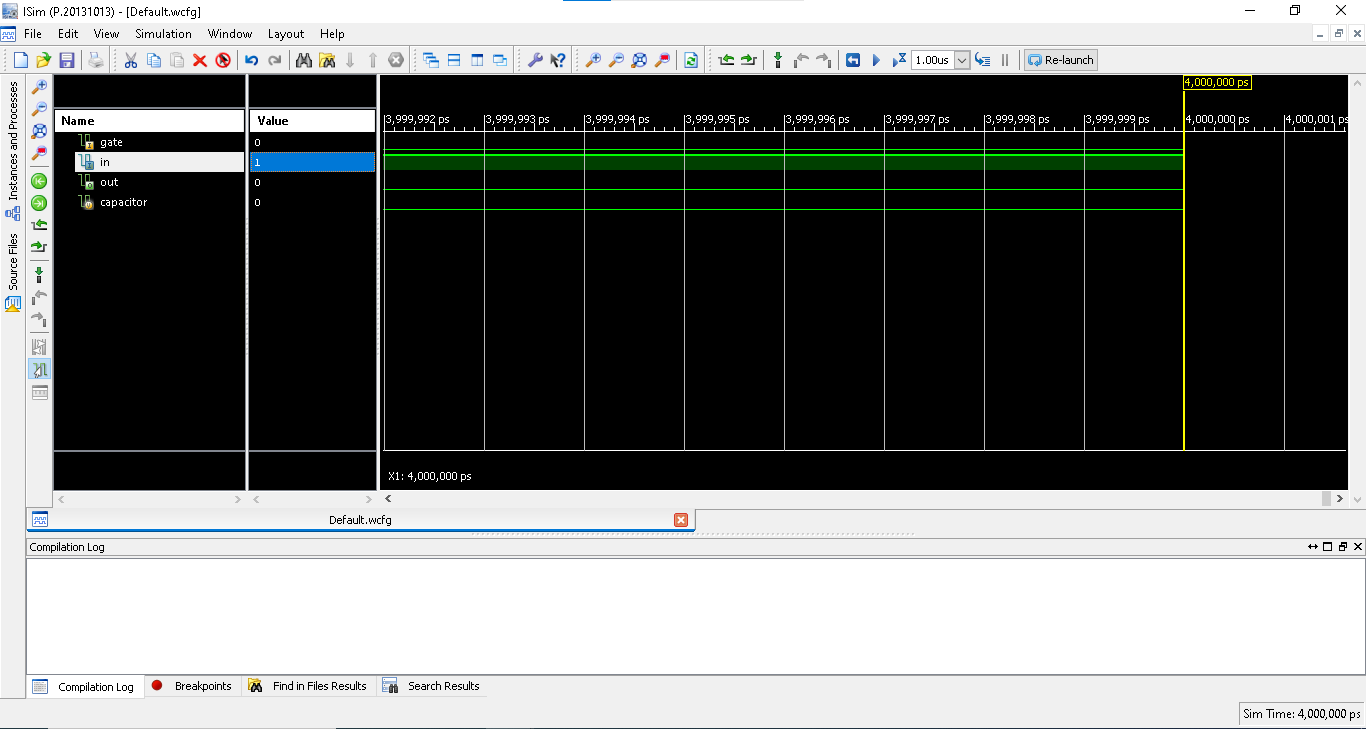 ISim (P.20131013) - [Default.wcfg]
File Edit View Simulation Window Layout Help
1.00us Re-launch
Instances and Processes
Source Files
4,000,000 ps
Name Value
3,999,992 ps 3,999,993 ps 3,999,994 ps 3,999,995 ps 3,999,996 ps 3,999,997 ps 3,999,998 ps 3,999,999 ps 4,000,000 ps 4,000,001 ps
gate 0
in 1
out 0
capacitor 0
X1: 4,000,000 ps
Default.wcfg
Compilation Log
Compilation Log Breakpoints Find in Files Results Search Results
Sim Time: 4,000,000 ps